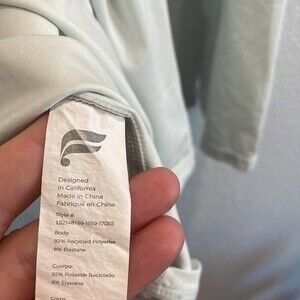 Designed
in California
Made in China
Fabriqué en Chine
Style #
Body:
92% Recycled Polyester
8% Elastane
Cuerpo:
92% Poliester Reciclado
8% Elastano